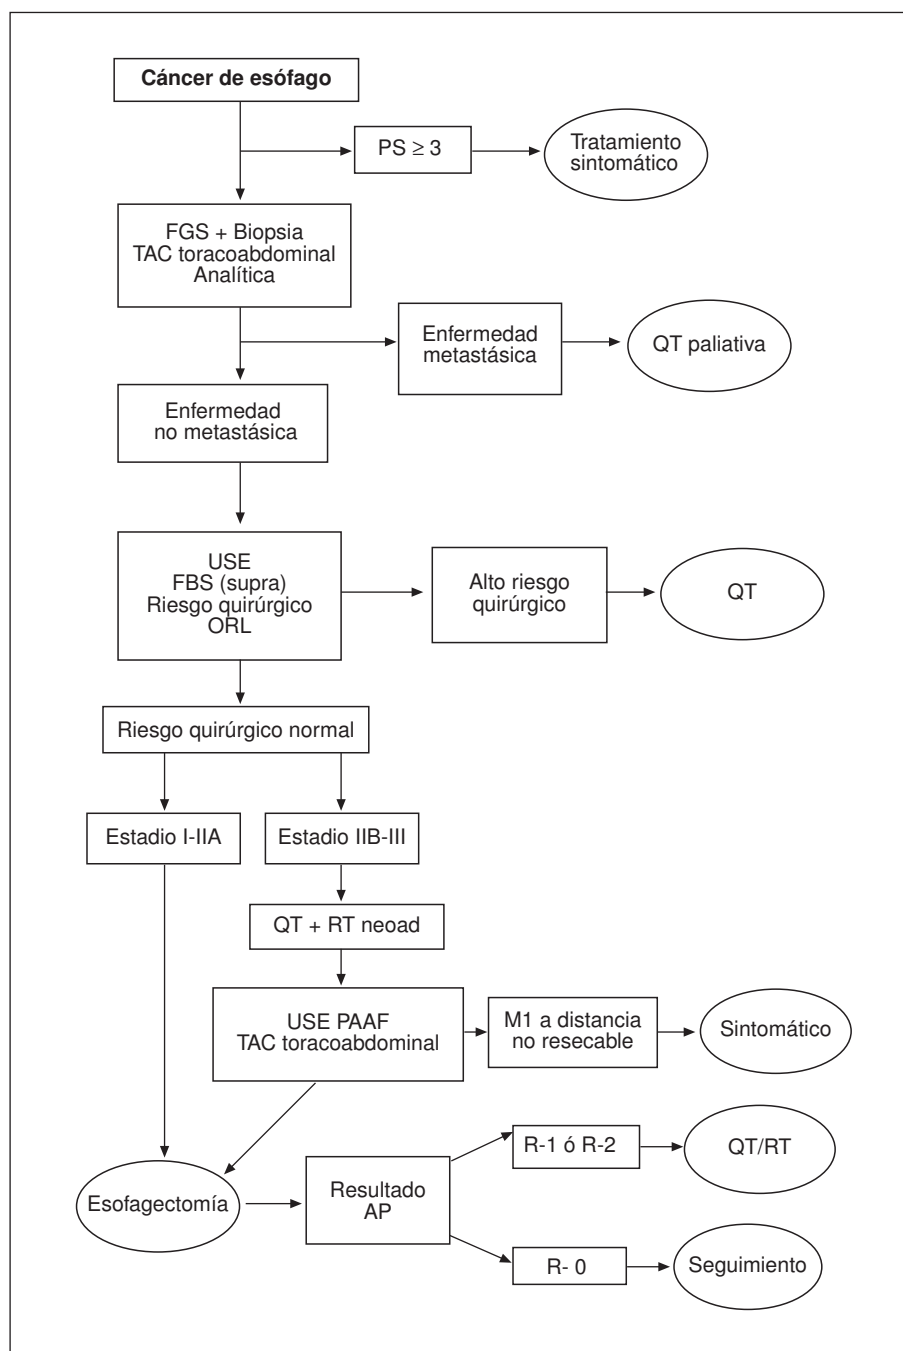 Cáncer de esófago
PS ≥ 3
Tratamiento
sintomático
FGS + Biopsia
TAC toracoabdominal
Analítica
Enfermedad
metastásica
QT paliativa
Enfermedad
no metastásica
USE
FBS (supra)
Riesgo quirúrgico
ORL
Alto riesgo
quirúrgico
QT
Riesgo quirúrgico normal
Estadio I-IIA
Estadio IIB-III
QT + RT neoad
USE PAAF
TAC toracoabdominal
M1 a distancia
no resecable
Sintomático
R-1 ó R-2
QT/RT
Esofagectomía
Resultado
AP
R- 0
Seguimiento